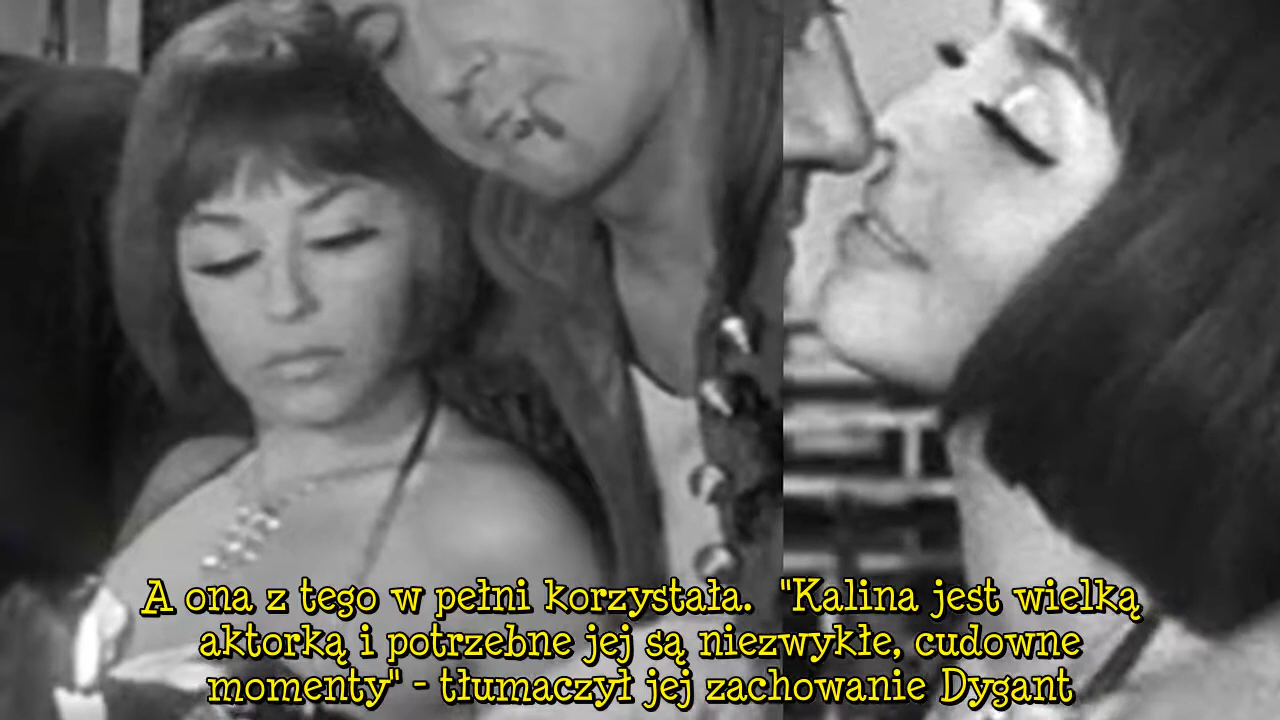 A ona z tego w pełni korzystała. "Kalina jest wielką
aktorką i potrzebne jej są niezwykłe, cudowne
momenty" - tłumaczył jej zachowanie Dygant